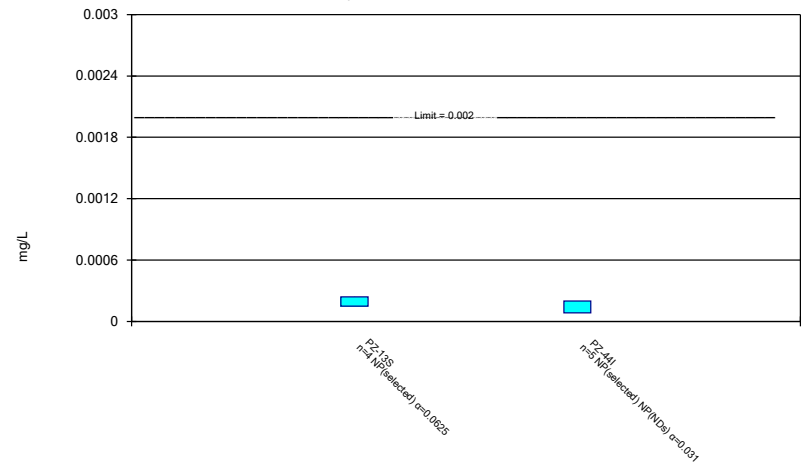 0.003
0.0024
Limit = 0.002
0.0018
0.0012
mg/L
0.0006
0
PZ-13S
n=4 NP(selected) α=0.0625
PZ-44I
n=5 NP(selected) NP(NDs) α=0.031